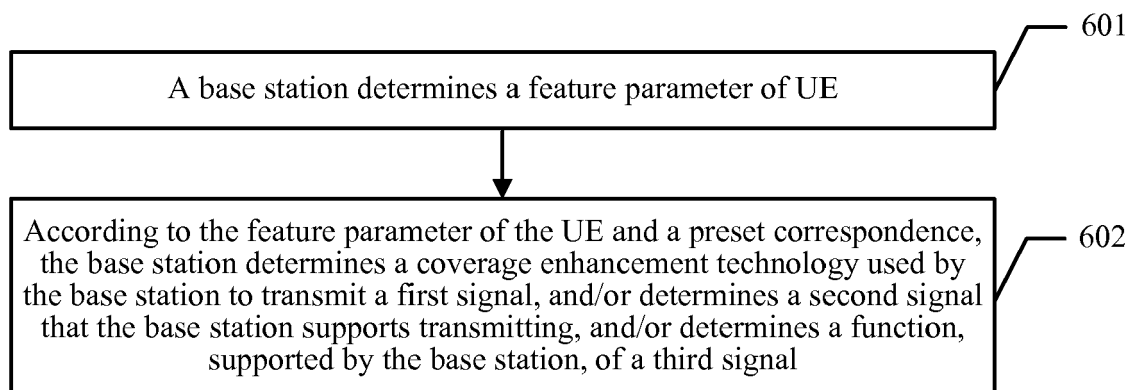 601
A base station determines a feature parameter of UE
According to the feature parameter of the UE and a preset correspondence,
the base station determines a coverage enhancement technology used by
the base station to transmit a first signal, and/or determines a second signal
that the base station supports transmitting, and/or determines a function,
supported by the base station, of a third signal
602